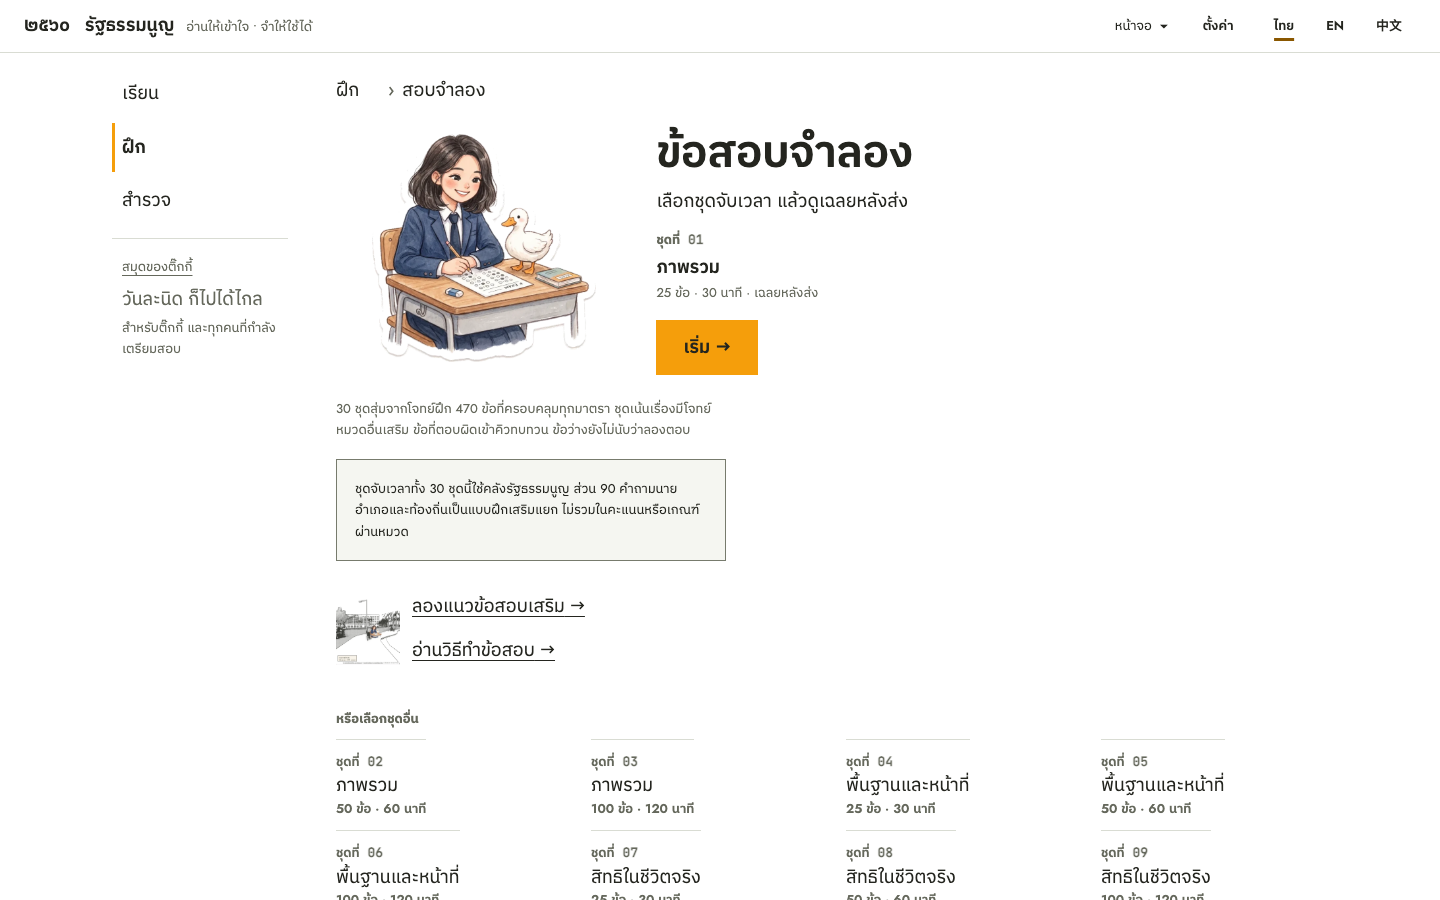 ๒๕๖๐ รัฐธรรมนูญ อ่านให้เข้าใจ · จำให้ใช้ได้
หน้าจอ
ตั้งค่า
ไทย
EN
中文
เรียน
ฝึก
สำรวจ
สมุดของติ๊กกี้
วันละนิด ก็ไปได้ไกล
สำหรับติ๊กกี้ และทุกคนที่กำลัง
เตรียมสอบ
ฝึก › สอบจำลอง
ข้อสอบจำลอง
เลือกชุดจับเวลา แล้วดูเฉลยหลังส่ง
ชุดที่ 01
ภาพรวม
25 ข้อ · 30 นาที · เฉลยหลังส่ง
เริ่ม →
30 ชุดสุ่มจากโจทย์ฝึก 470 ข้อที่ครอบคลุมทุกมาตรา ชุดเน้นเรื่องมีโจทย์
หมวดอื่นเสริม ข้อที่ตอบผิดเข้าคิวทบทวน ข้อว่างยังไม่นับว่าลองตอบ
ชุดจับเวลาทั้ง 30 ชุดนี้ใช้คลังรัฐธรรมนูญ ส่วน 90 คำถามนาย
อำเภอและท้องถิ่นเป็นแบบฝึกเสริมแยก ไม่รวมในคะแนนหรือเกณฑ์
ผ่านหมวด
ลองแนวข้อสอบเสริม →
อ่านวิธีทำข้อสอบ →
หรือเลือกชุดอื่น
ชุดที่ 02
ภาพรวม
50 ข้อ · 60 นาที
ชุดที่ 03
ภาพรวม
100 ข้อ · 120 นาที
ชุดที่ 04
พื้นฐานและหน้าที่
25 ข้อ · 30 นาที
ชุดที่ 05
พื้นฐานและหน้าที่
50 ข้อ · 60 นาที
ชุดที่ 06
พื้นฐานและหน้าที่
100 ข้อ · 120 นาที
ชุดที่ 07
สิทธิในชีวิตจริง
25 ข้อ · 30 นาที
ชุดที่ 08
สิทธิในชีวิตจริง
50 ข้อ · 60 นาที
ชุดที่ 09
สิทธิในชีวิตจริง
100 ข้อ · 120 นาที